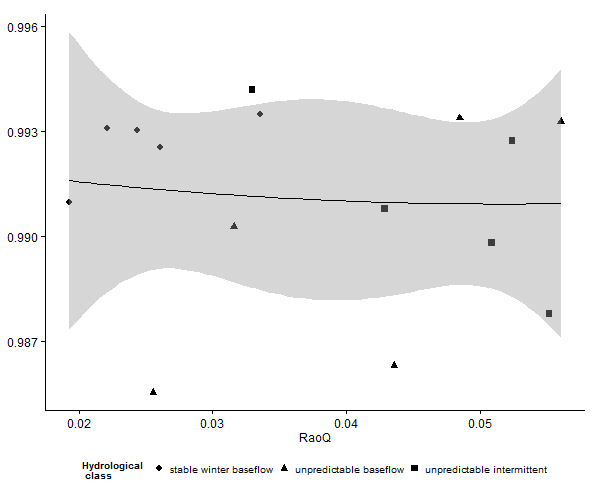 0.996
0.993
0.990
0.987
0.02 0.03 0.04 0.05
RaoQ
Hydrological
class
stable winter baseflow unpredictable baseflow unpredictable intermittent